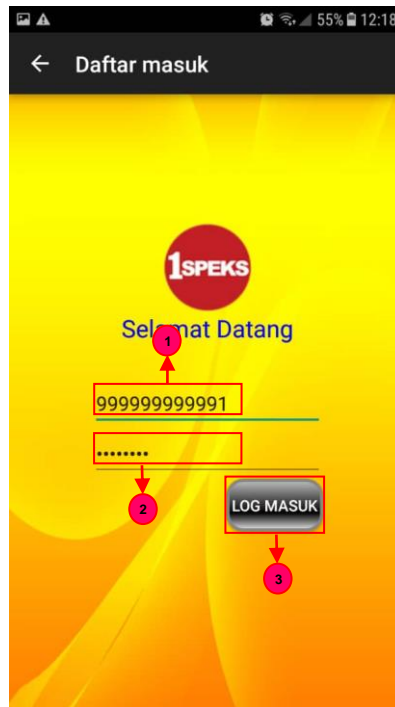 55% 12:18
Daftar masuk
1SPEKS
Selamat Datang
1
999999999991
••••••••
2
LOG MASUK
3